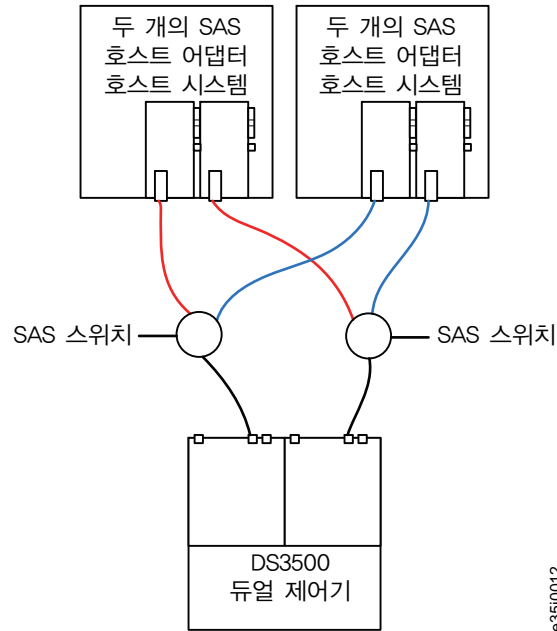 두 개의 SAS
호스트 어댑터
호스트 시스템
두 개의 SAS
호스트 어댑터
호스트 시스템
SAS 스위치
SAS 스위치
DS3500
듀얼 제어기
e35i0012